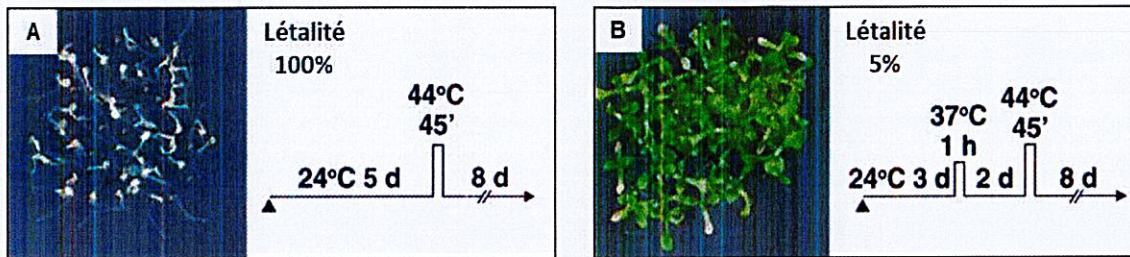 A
Létalité
100%
44°C
45'
24°C 5 d
8 d
B
Létalité
5%
37°C
1 h
44°C
45'
24°C 3 d
2 d
8 d